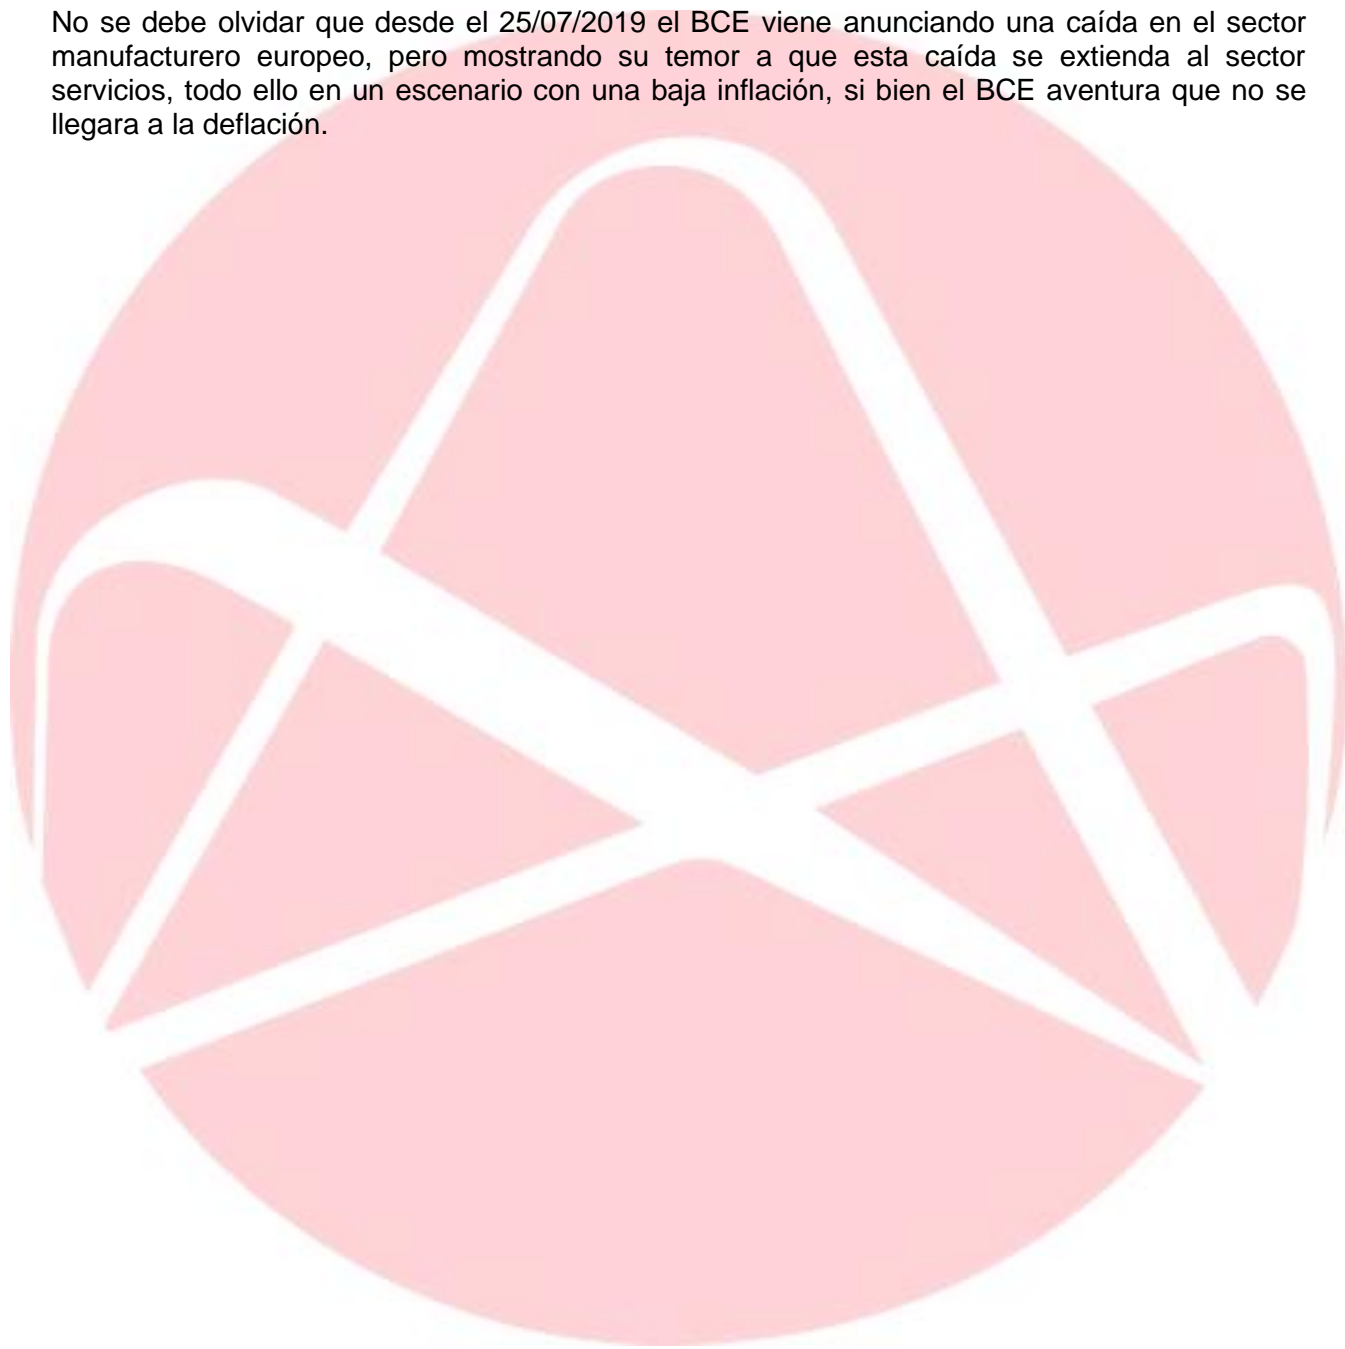 No se debe olvidar que desde el 25/07/2019 el BCE viene anunciando una caída en el sector
manufacturero europeo, pero mostrando su temor a que esta caída se extienda al sector
servicios, todo ello en un escenario con una baja inflación, si bien el BCE aventura que no se
llegara a la deflación.